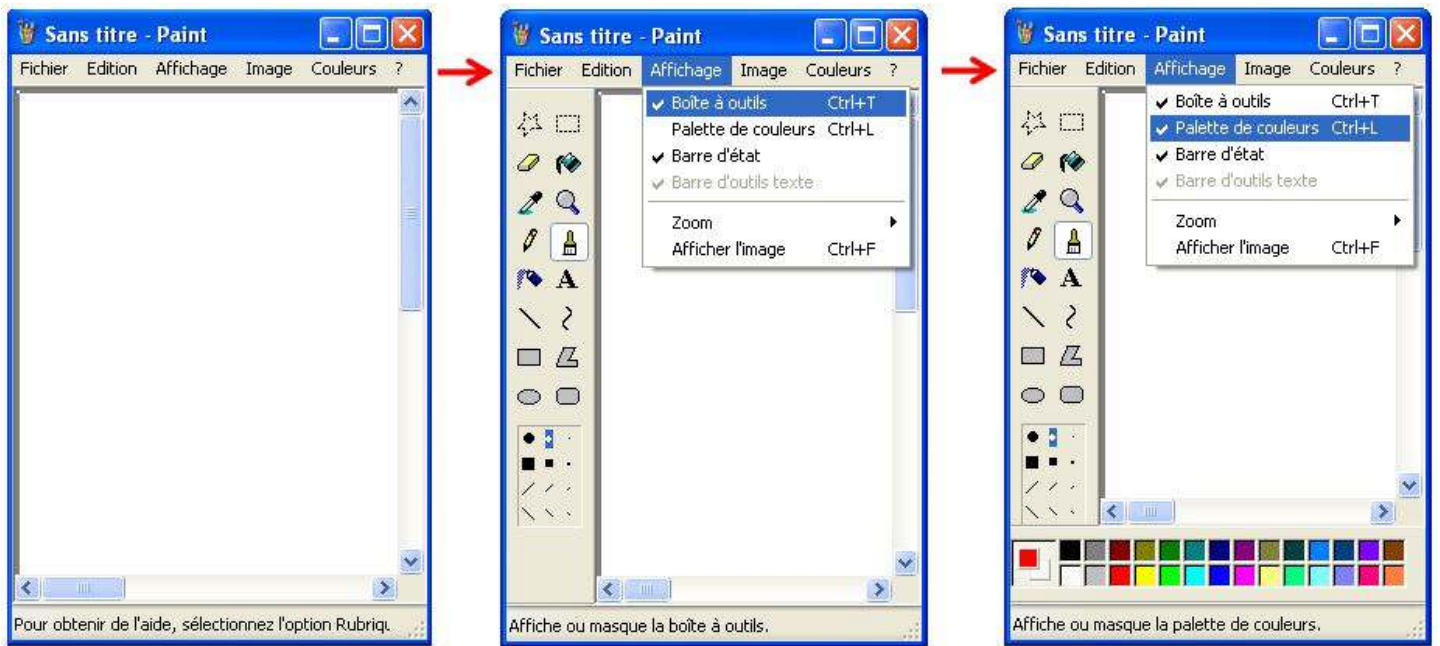 Sans titre - Paint
Fichier Edition Affichage Image Couleurs ?
Pour obtenir de l'aide, sélectionnez l'option Rubriqu
Sans titre - Paint
Fichier Edition Affichage Image Couleurs ?
Boîte à outils Ctrl+T
Palette de couleurs Ctrl+L
Barre d'état
Barre d'outils texte
Zoom
Afficher l'image Ctrl+F
A
Affiche ou masque la boîte à outils.
Sans titre - Paint
Fichier Edition Affichage Image Couleurs ?
Boîte à outils Ctrl+T
Palette de couleurs Ctrl+L
Barre d'état
Barre d'outils texte
Zoom
Afficher l'image Ctrl+F
A
Affiche ou masque la palette de couleurs.